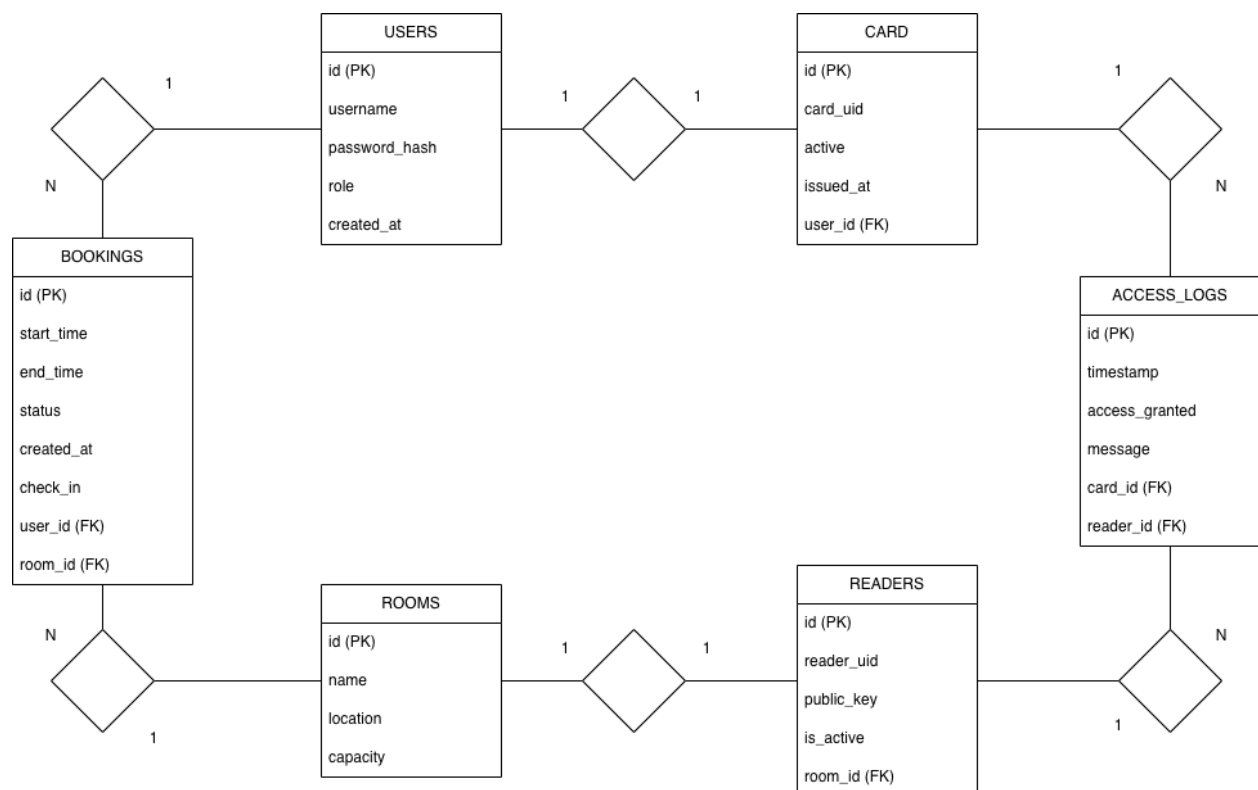 USERS
id (PK)
username
password_hash
role
created_at
CARD
id (PK)
card_uid
active
issued_at
user_id (FK)
1
N
1
1
1
N
BOOKINGS
id (PK)
start_time
end_time
status
created_at
check_in
user_id (FK)
room_id (FK)
ACCESS_LOGS
id (PK)
timestamp
access_granted
message
card_id (FK)
reader_id (FK)
ROOMS
id (PK)
name
location
capacity
READERS
id (PK)
reader_uid
public_key
is_active
room_id (FK)
N
1
1
1
N
1